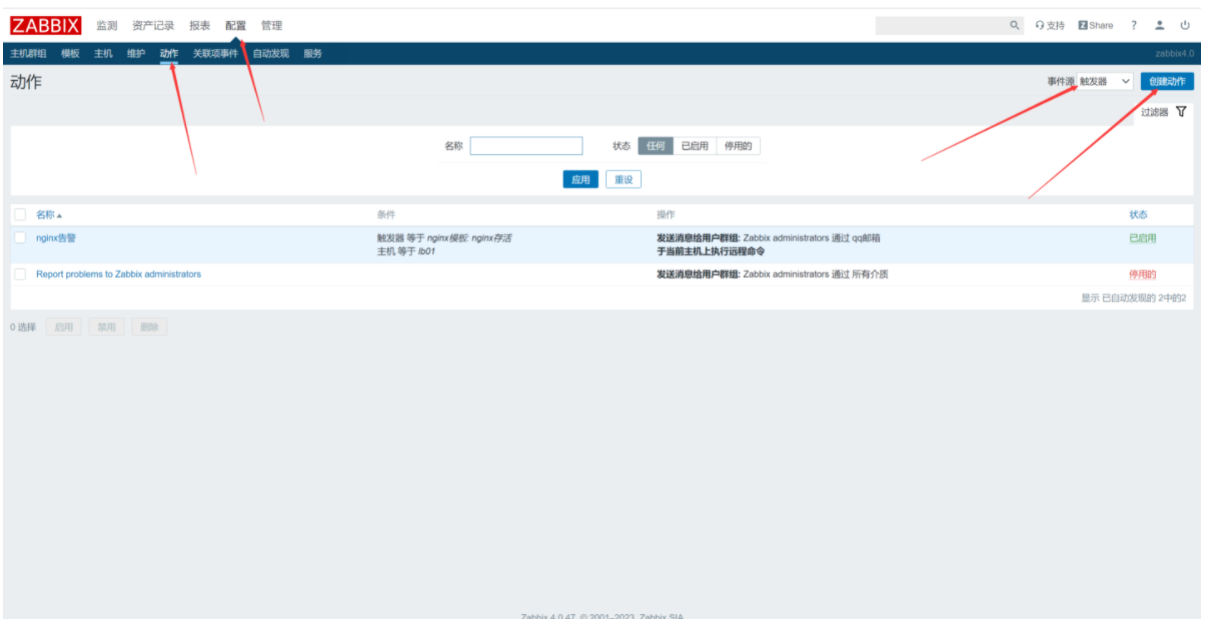 ZABBIX 监测 资产记录 报表 配置 管理 支持 Z Share ?
主机群组 模板 主机 维护 动作 关联项事件 自动发现 服务 zabbix4.0
动作 事件源 触发器 创建动作
过滤器
名称 状态 任何 已启用 停用的
应用 重设
名称 条件 操作 状态
nginx告警 触发器 等于 nginx模板: nginx存活 发送消息给用户群组: Zabbix administrators 通过 qq邮箱 已启用
主机 等于 lb01 于当前主机上执行远程命令
Report problems to Zabbix administrators 发送消息给用户群组: Zabbix administrators 通过 所有介质 停用的
显示 已自动发现的 2中的2
0 选择 启用 禁用 删除
Zabbix 4.0.47. © 2001–2023, Zabbix SIA